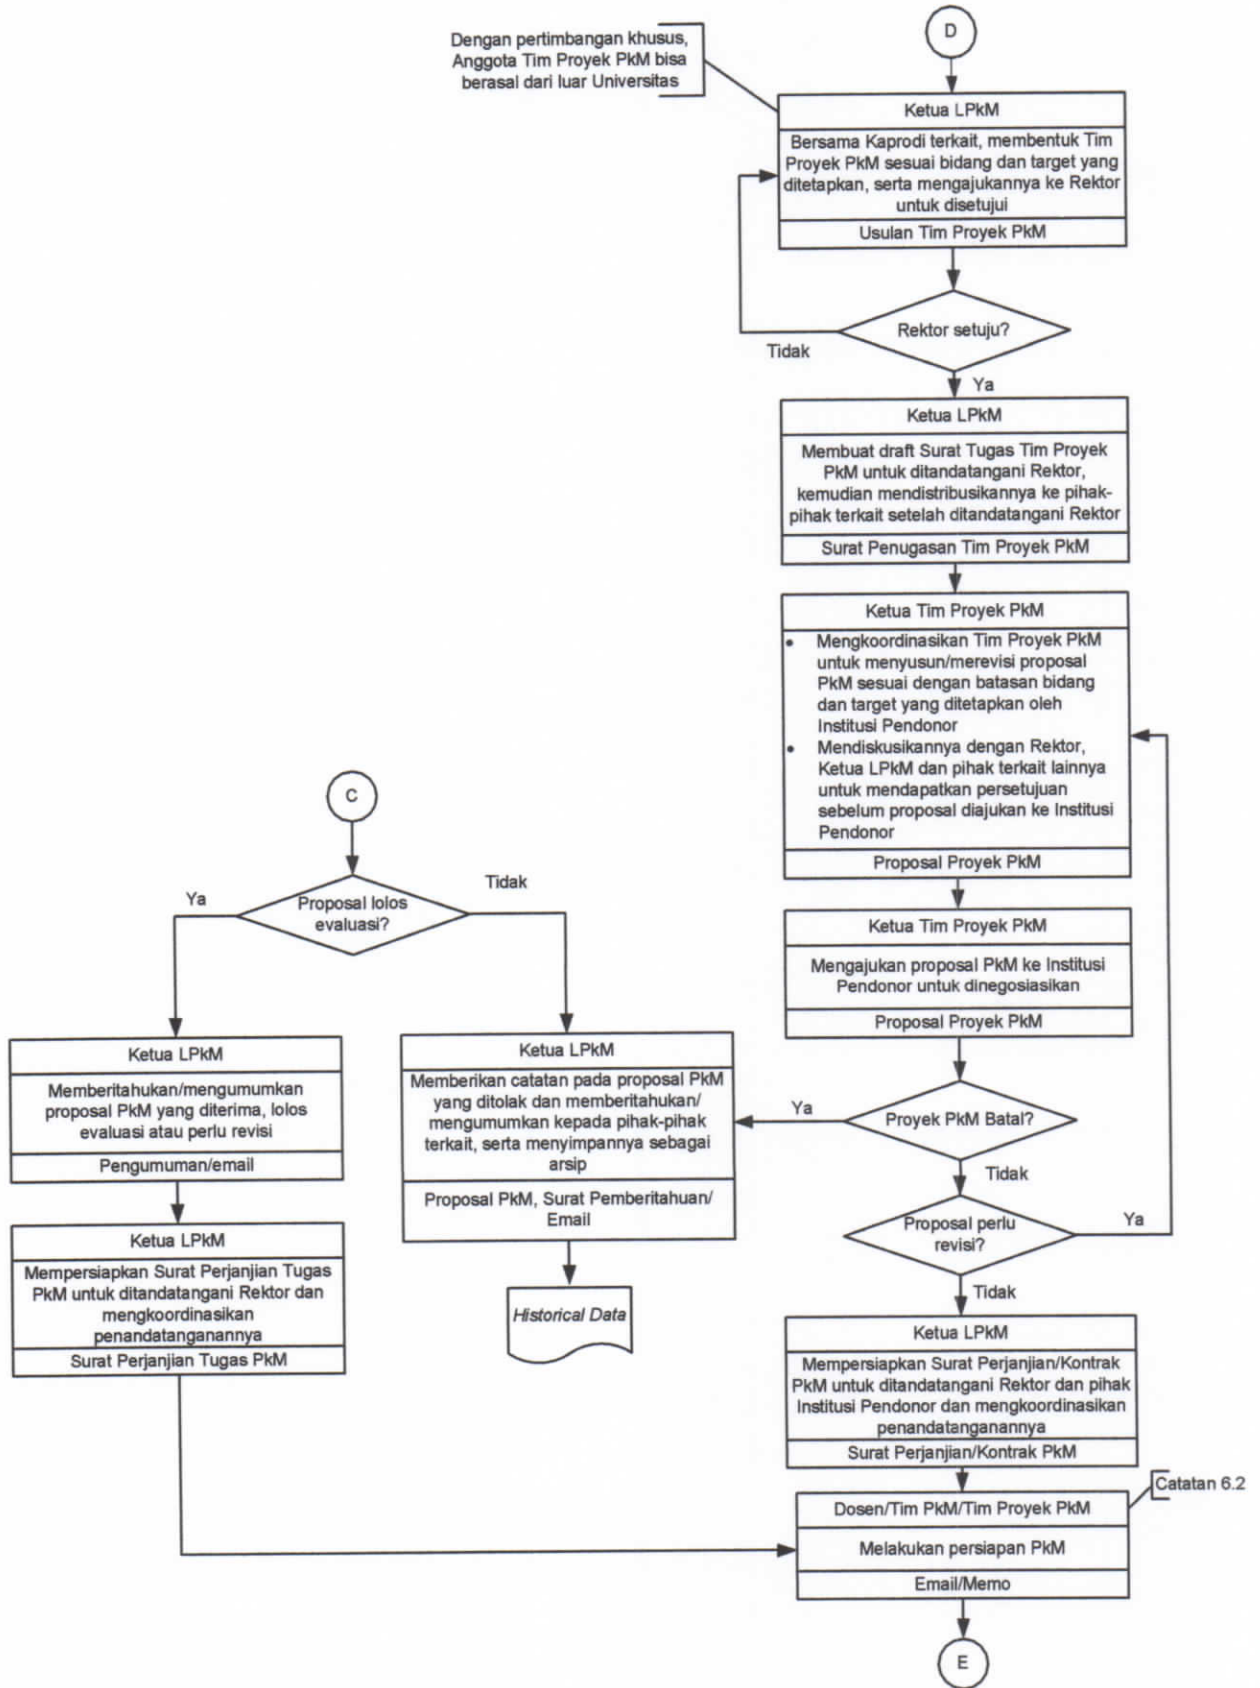 D
Dengan pertimbangan khusus,
Anggota Tim Proyek PkM bisa
berasal dari luar Universitas
Ketua LPkM
Bersama Kaprodi terkait, membentuk Tim
Proyek PkM sesuai bidang dan target yang
ditetapkan, serta mengajukannya ke Rektor
untuk disetujui
Usulan Tim Proyek PkM
Rektor setuju?
Tidak
Ya
Ketua LPkM
Membuat draft Surat Tugas Tim Proyek
PkM untuk ditandatangani Rektor,
kemudian mendistribusikannya ke pihak-
pihak terkait setelah ditandatangani Rektor
Surat Penugasan Tim Proyek PkM
Ketua Tim Proyek PkM
• Mengkoordinasikan Tim Proyek PkM
untuk menyusun/merevisi proposal
PkM sesuai dengan batasan bidang
dan target yang ditetapkan oleh
Institusi Pendonor
• Mendiskusikannya dengan Rektor,
Ketua LPkM dan pihak terkait lainnya
untuk mendapatkan persetujuan
sebelum proposal diajukan ke Institusi
Pendonor
Proposal Proyek PkM
Ketua Tim Proyek PkM
Mengajukan proposal PkM ke Institusi
Pendonor untuk dinegosiasikan
Proposal Proyek PkM
Proyek PkM Batal?
Ya
Tidak
Proposal perlu
revisi?
Ya
Tidak
Ketua LPkM
Mempersiapkan Surat Perjanjian/Kontrak
PkM untuk ditandatangani Rektor dan pihak
Institusi Pendonor dan mengkoordinasikan
penandatanganannya
Surat Perjanjian/Kontrak PkM
C
Proposal lolos
evaluasi?
Ya
Tidak
Ketua LPkM
Memberitahukan/mengumumkan
proposal PkM yang diterima, lolos
evaluasi atau perlu revisi
Pengumuman/email
Ketua LPkM
Mempersiapkan Surat Perjanjian Tugas
PkM untuk ditandatangani Rektor dan
mengkoordinasikan
penandatanganannya
Surat Perjanjian Tugas PkM
Ketua LPkM
Memberikan catatan pada proposal PkM
yang ditolak dan memberitahukan/
mengumumkan kepada pihak-pihak
terkait, serta menyimpannya sebagai
arsip
Proposal PkM, Surat Pemberitahuan/
Email
Historical Data
Catatan 6.2
Dosen/Tim PkM/Tim Proyek PkM
Melakukan persiapan PkM
Email/Memo
E